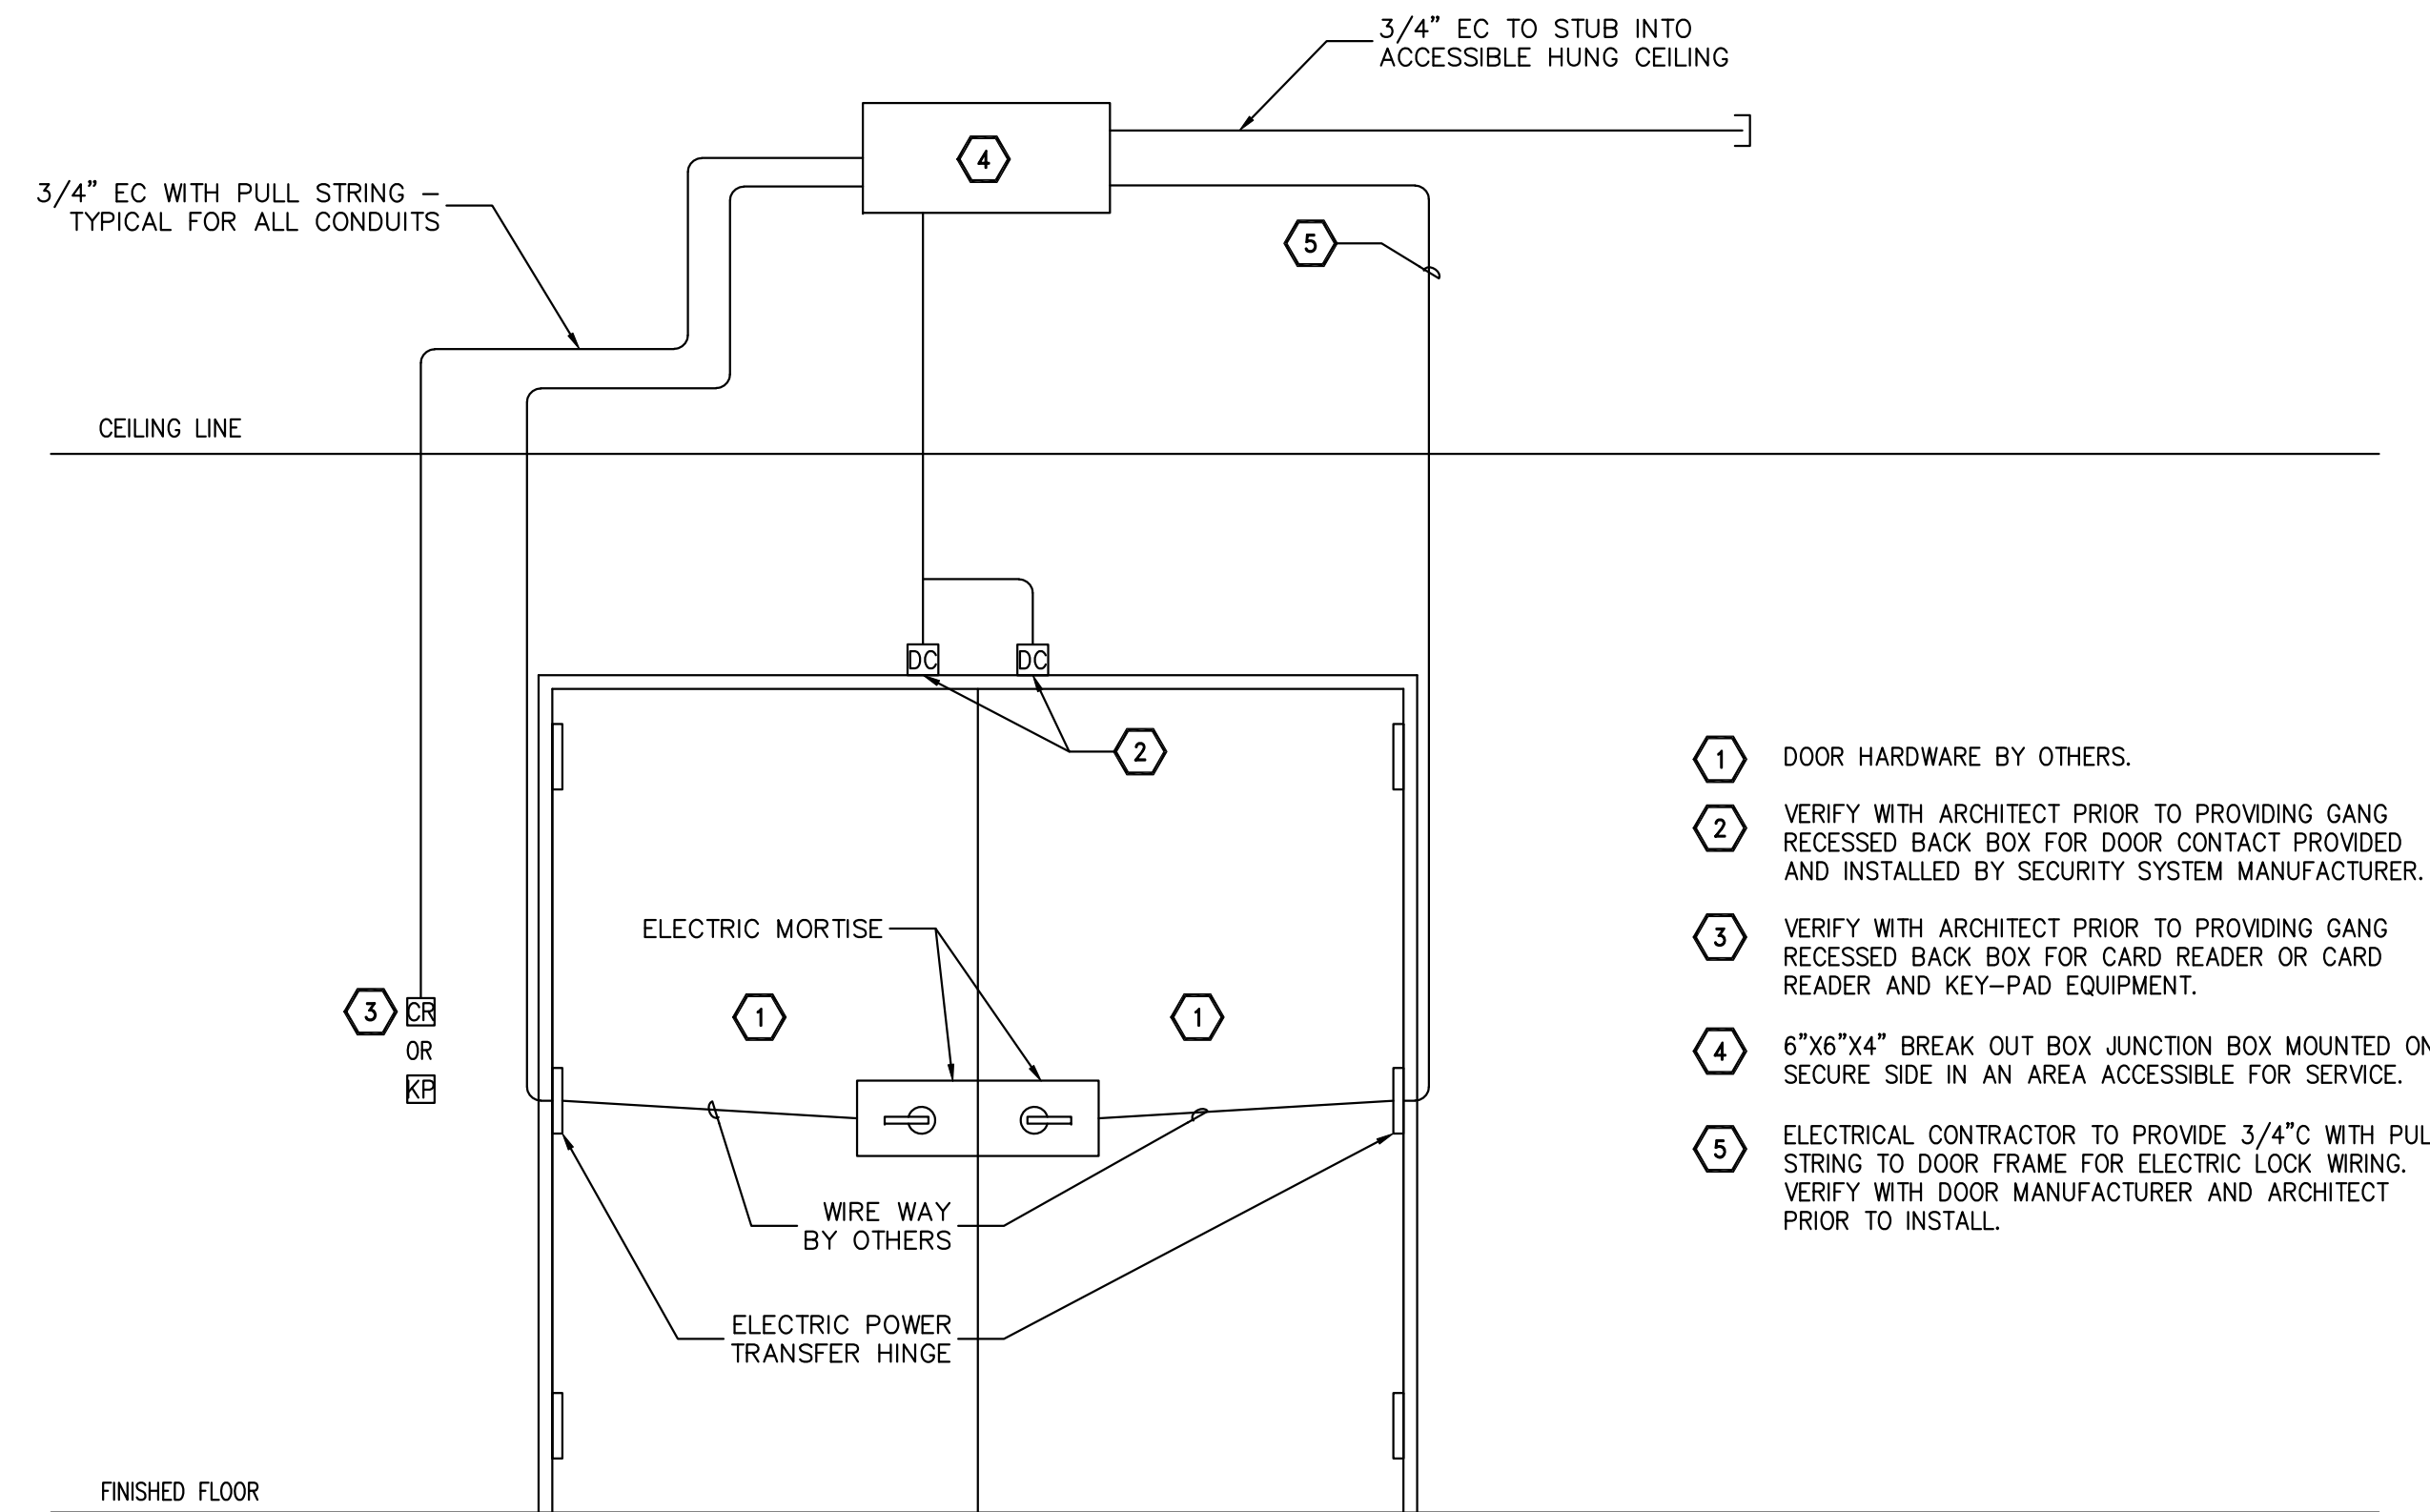 3/4” EC TO STUB INTO
ACCESSIBLE HUNG CEILING
4
3/4” EC WITH PULL STRING –
TYPICAL FOR ALL CONDUITS
5
CEILING LINE
DC DC
2
ELECTRIC MORTISE
3 CR
OR
KP
1 1
WIRE WAY
BY OTHERS
ELECTRIC POWER
TRANSFER HINGE
FINISHED FLOOR
1 DOOR HARDWARE BY OTHERS.
2 VERIFY WITH ARCHITECT PRIOR TO PROVIDING GANG
RECESSED BACK BOX FOR DOOR CONTACT PROVIDED
AND INSTALLED BY SECURITY SYSTEM MANUFACTURER.
3 VERIFY WITH ARCHITECT PRIOR TO PROVIDING GANG
RECESSED BACK BOX FOR CARD READER OR CARD
READER AND KEY–PAD EQUIPMENT.
4 6”X6”X4” BREAK OUT BOX JUNCTION BOX MOUNTED ON
SECURE SIDE IN AN AREA ACCESSIBLE FOR SERVICE.
5 ELECTRICAL CONTRACTOR TO PROVIDE 3/4”C WITH PUL
STRING TO DOOR FRAME FOR ELECTRIC LOCK WIRING.
VERIFY WITH DOOR MANUFACTURER AND ARCHITECT
PRIOR TO INSTALL.